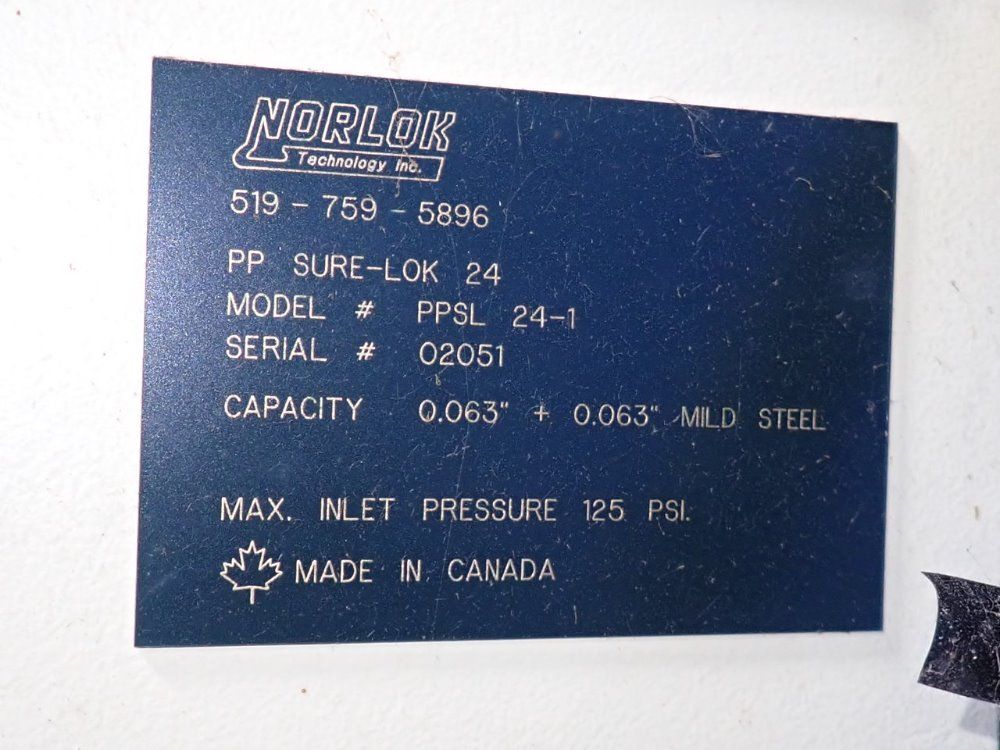 NORLOK
Technology Inc.
519 - 759 - 5896
PP SURE-LOK 24
MODEL # PPSL 24-1
SERIAL # 02051
CAPACITY 0.063" + 0.063" MILD STEEL
MAX. INLET PRESSURE 125 PSI.
MADE IN CANADA